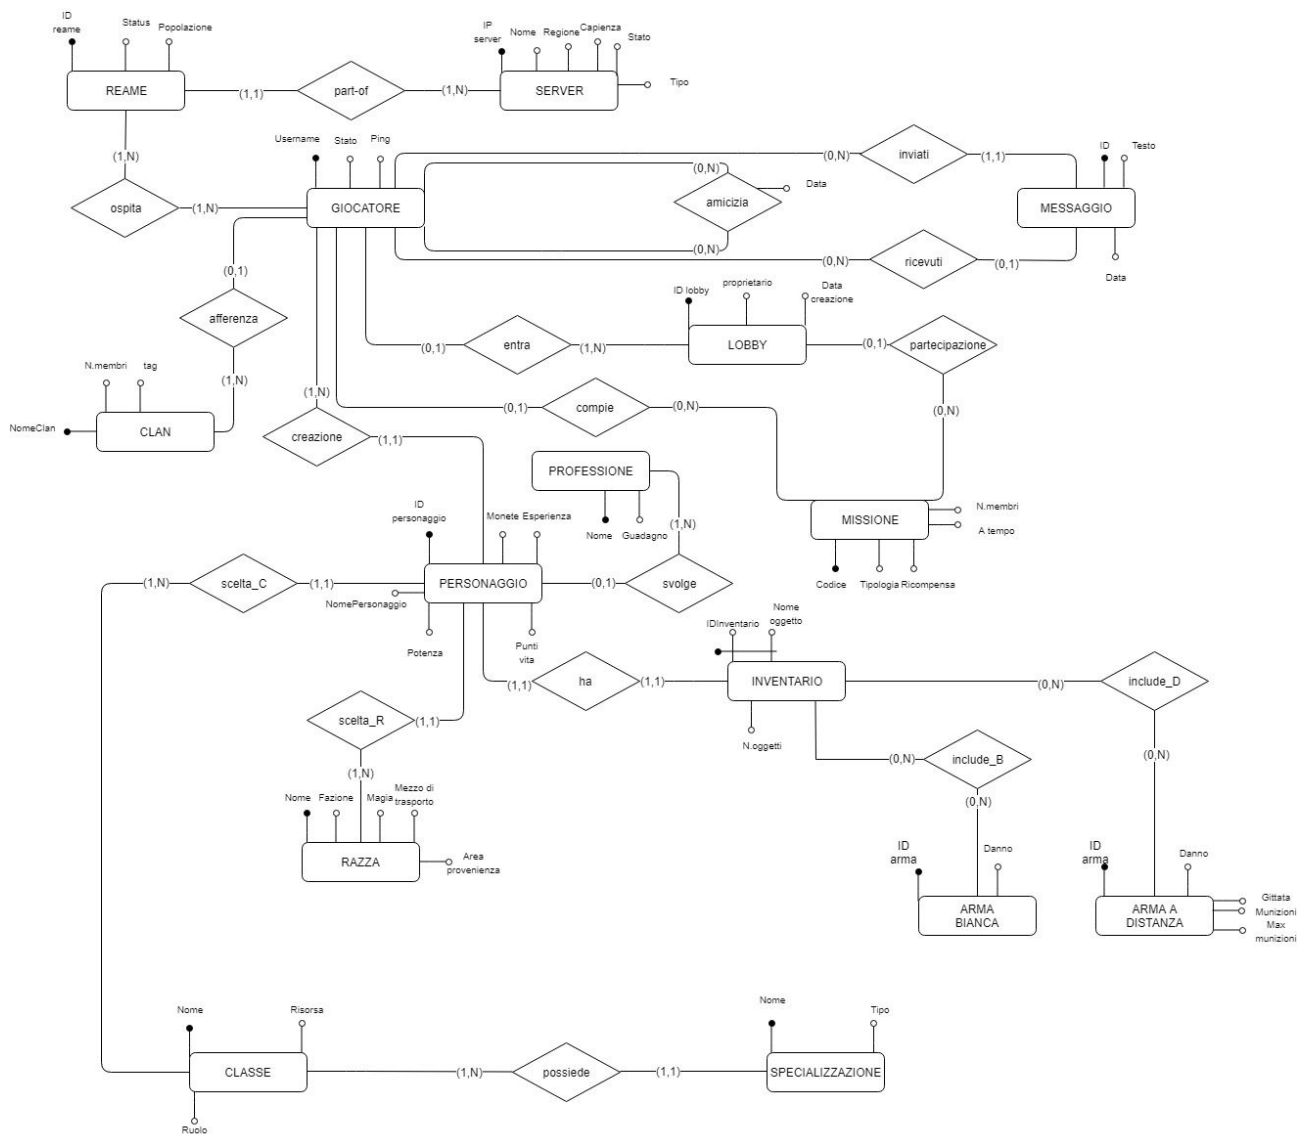 ID
reame
Status
Popolazione
REAME
(1,1)
part-of
(1,N)
IP
server
Nome
Regione
Capienza
Stato
Tipo
SERVER
(1,N)
ospita
(1,N)
Username
Stato
Ping
GIOCATORE
(0,N)
inviati
(1,1)
(0,N)
amicizia
Data
(0,N)
ID
Testo
MESSAGGIO
Data
(0,N)
ricevuti
(0,1)
(0,1)
afferenza
(1,N)
N.membri
tag
NomeClan
CLAN
(0,1)
entra
(1,N)
ID lobby
proprietario
Data
creazione
LOBBY
(0,1)
partecipazione
(0,N)
(1,N)
creazione
(1,1)
(0,1)
compie
(0,N)
PROFESSIONE
Nome
Guadagno
(1,N)
svolge
(0,1)
MISSIONE
N.membri
A tempo
Codice
Tipologia
Ricompensa
ID
personaggio
Monete
Esperienza
PERSONAGGIO
NomePersonaggio
Potenza
Punti
vita
(1,N)
scelta_C
(1,1)
(1,1)
ha
(1,1)
IDInventario
Nome
oggetto
INVENTARIO
N.oggetti
(0,N)
include_D
(0,N)
(0,N)
include_B
(0,N)
scelta_R
(1,1)
(1,N)
Nome
Fazione
Magia
Mezzo di
trasporto
RAZZA
Area
provenienza
ID
arma
Danno
ARMA
BIANCA
ID
arma
Danno
ARMA A
DISTANZA
Gittata
Munizioni
Max
munizioni
Nome
Risorsa
CLASSE
Ruolo
(1,N)
possiede
(1,1)
Nome
Tipo
SPECIALIZZAZIONE